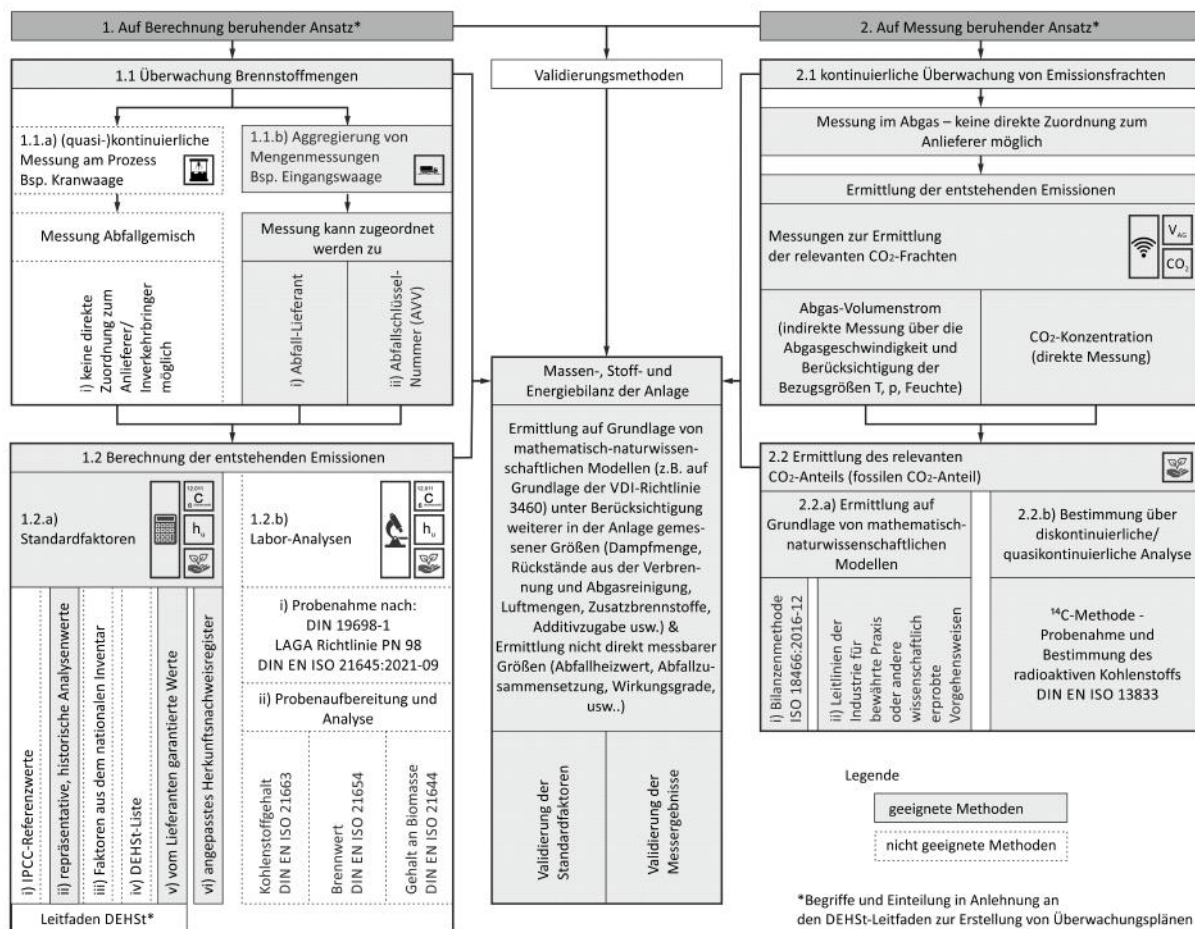 1. Auf Berechnung beruhender Ansatz*
1.1 Überwachung Brennstoffmengen
1.1.a) (quasi-)kontinuierliche
Messung am Prozess
Bsp. Kranwaage
1.1.b) Aggregierung von
Mengenmessungen
Bsp. Eingangswaage
Messung Abfallgemisch
Messung kann zugeordnet
werden zu
i) keine direkte
Zuordnung zum
Anlieferer/
Inverkehrbringer
möglich
i) Abfall-Lieferant
ii) Abfallschlüssel-
Nummer (AVV)
1.2 Berechnung der entstehenden Emissionen
1.2.a)
Standardfaktoren
12,011
C
6
hu
1.2.b)
Labor-Analysen
12,011
C
6
hu
i) IPCC-Referenzwerte
ii) repräsentative, historische Analysenwerte
iii) Faktoren aus dem nationalen Inventar
iv) DEHSt-Liste
v) vom Lieferanten garantierte Werte
vi) angepasstes Herkunftsnachweisregister
Leitfaden DEHSt*
i) Probenahme nach:
DIN 19698-1
LAGA Richtlinie PN 98
DIN EN ISO 21645:2021-09
ii) Probenaufbereitung und
Analyse
Kohlenstoffgehalt
DIN EN ISO 21663
Brennwert
DIN EN ISO 21654
Gehalt an Biomasse
DIN EN ISO 21644
Validierungsmethoden
Massen-, Stoff- und
Energiebilanz der Anlage
Ermittlung auf Grundlage von
mathematisch-naturwissen-
schaftlichen Modellen (z.B. auf
Grundlage der VDI-Richtlinie
3460) unter Berücksichtigung
weiterer in der Anlage gemes-
sener Größen (Dampfmenge,
Rückstände aus der Verbren-
nung und Abgasreinigung,
Luftmengen, Zusatzbrennstoffe,
Additivzugabe usw.) &
Ermittlung nicht direkt messbarer
Größen (Abfallheizwert, Abfallzu-
sammensetzung, Wirkungsgrade,
usw..)
Validierung der
Standardfaktoren
Validierung der
Messergebnisse
2. Auf Messung beruhender Ansatz*
2.1 kontinuierliche Überwachung von Emissionsfrachten
Messung im Abgas – keine direkte Zuordnung zum
Anlieferer möglich
Ermittlung der entstehenden Emissionen
Messungen zur Ermittlung
der relevanten CO₂-Frachten
VAG
CO₂
Abgas-Volumenstrom
(indirekte Messung über die
Abgasgeschwindigkeit und
Berücksichtigung der
Bezugsgrößen T, p, Feuchte)
CO₂-Konzentration
(direkte Messung)
2.2 Ermittlung des relevanten
CO₂-Anteils (fossilen CO₂-Anteil)
2.2.a) Ermittlung auf
Grundlage von mathematisch-
naturwissenschaftlichen
Modellen
2.2.b) Bestimmung über
diskontinuierliche/
quasikontinuierliche Analyse
i) Bilanzenmethode
ISO 18466:2016-12
ii) Leitlinien der
Industrie für
bewährte Praxis
oder andere
wissenschaftlich
erprobte
Vorgehensweisen
¹⁴C-Methode -
Probenahme und
Bestimmung des
radioaktiven Kohlenstoffs
DIN EN ISO 13833
Legende
geeignete Methoden
nicht geeignete Methoden
*Begriffe und Einteilung in Anlehnung an
den DEHSt-Leitfaden zur Erstellung von Überwachungsplänen